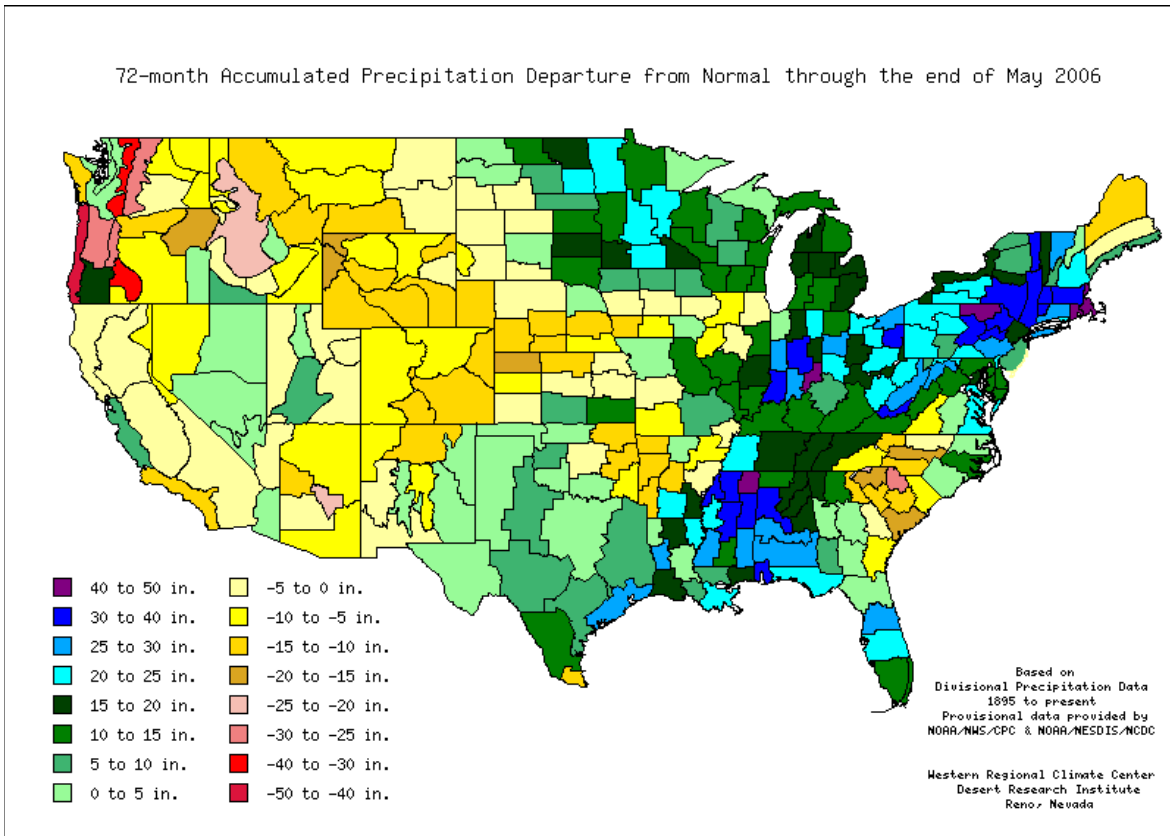 72-month Accumulated Precipitation Departure from Normal through the end of May 2006
40 to 50 in.
30 to 40 in.
25 to 30 in.
20 to 25 in.
15 to 20 in.
10 to 15 in.
5 to 10 in.
0 to 5 in.
-5 to 0 in.
-10 to -5 in.
-15 to -10 in.
-20 to -15 in.
-25 to -20 in.
-30 to -25 in.
-40 to -30 in.
-50 to -40 in.
Based on
Divisional Precipitation Data
1895 to present
Provisional data provided by
NOAA/NWS/CPC & NOAA/NESDIS/NCDC
Western Regional Climate Center
Desert Research Institute
Reno, Nevada